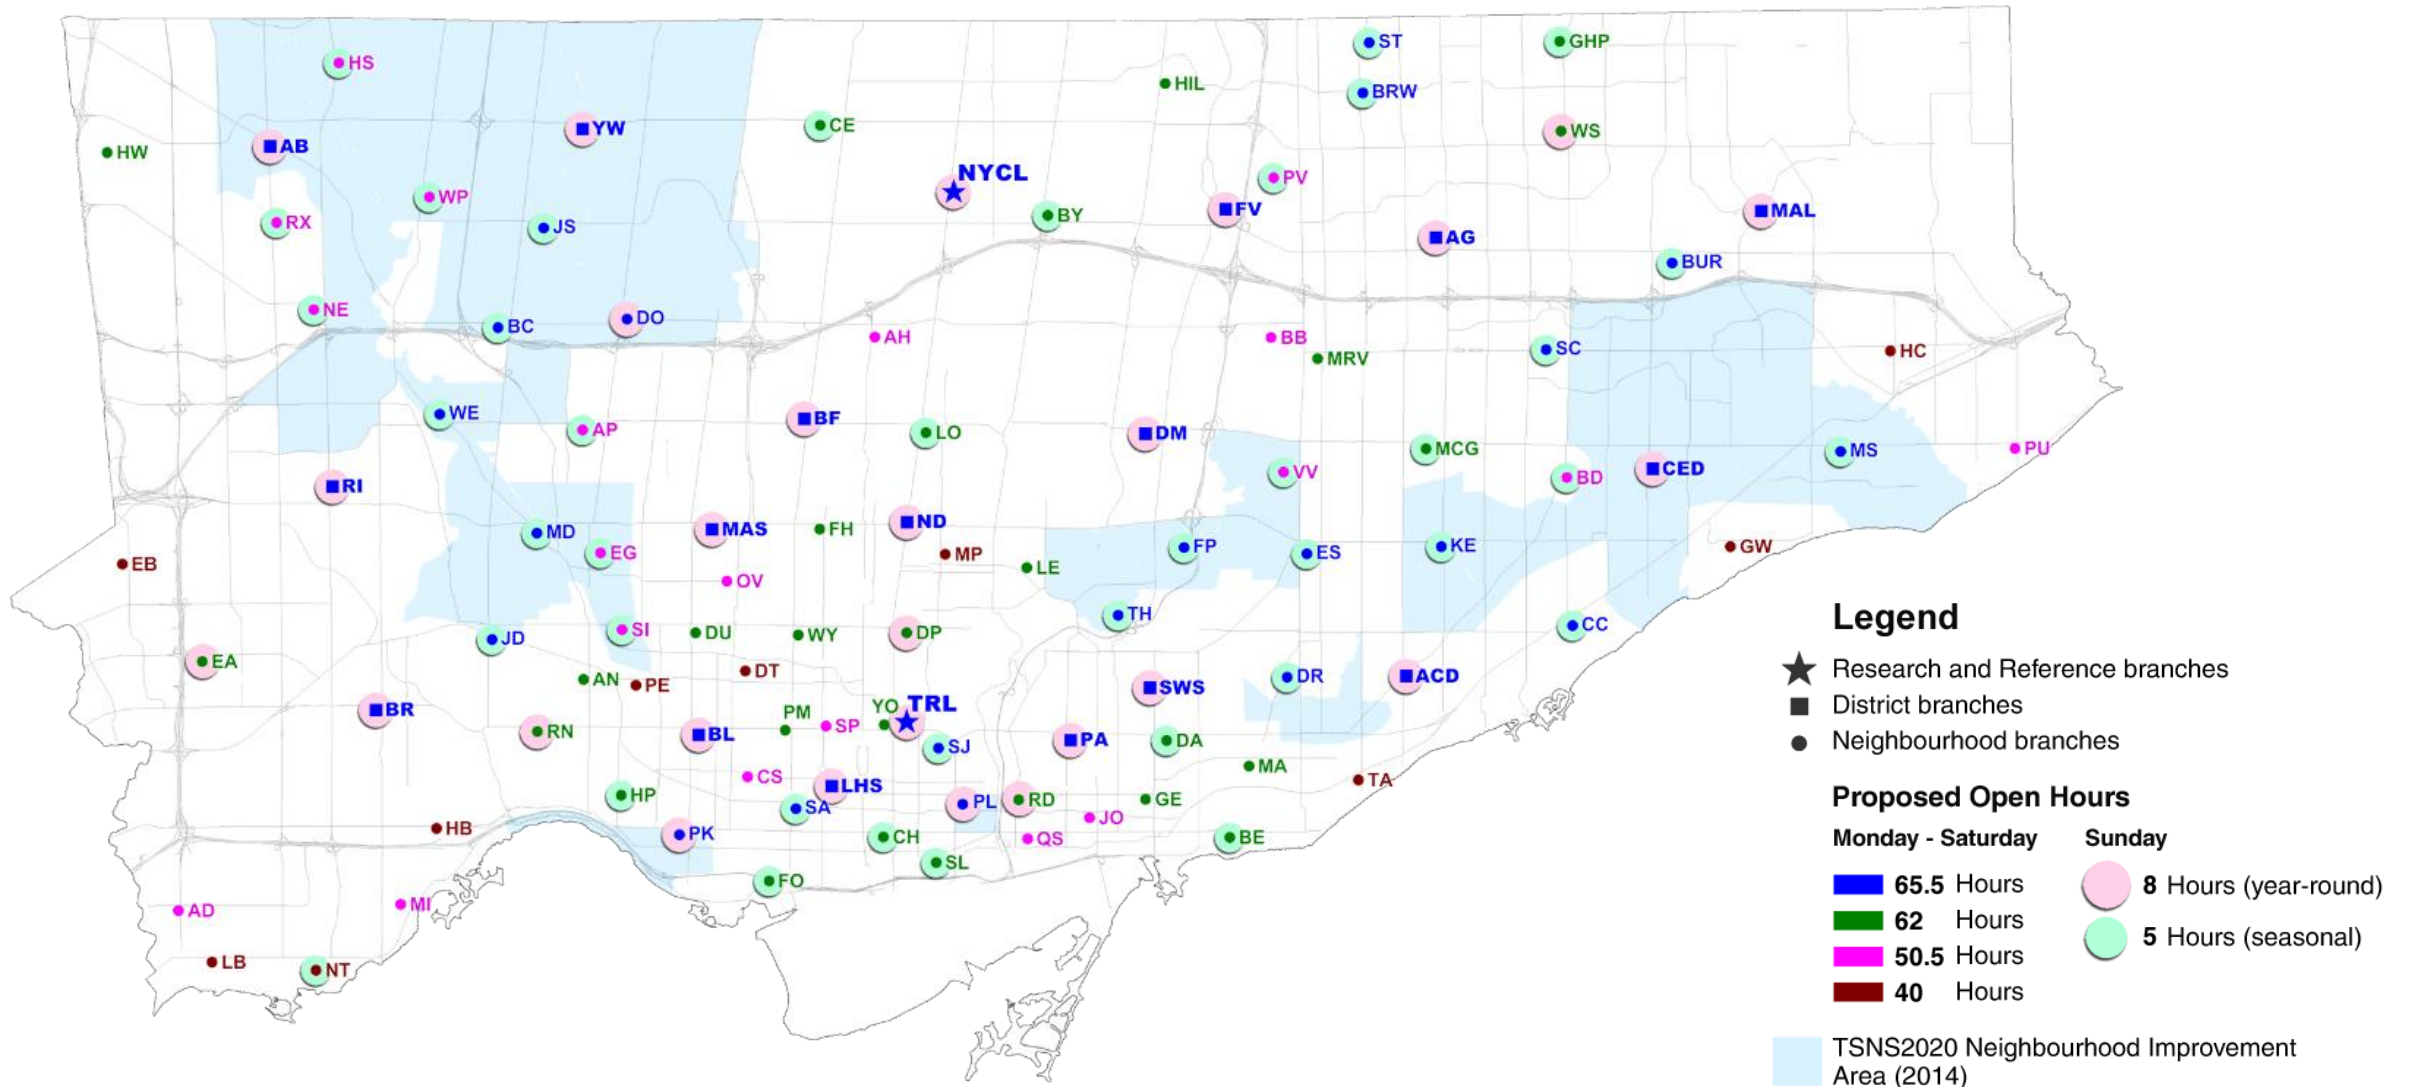 ST
GHP
HS
HIL
BRW
CE
YW
WS
AB
HW
NYCL
PV
WP
FV
MAL
BY
RX
JS
AG
BUR
NE
DO
BC
AH
BB
SC
HC
MRV
WE
BF
AP
LO
DM
MCG
PU
MS
CED
VV
BD
RI
ND
MAS
FH
MD
EG
FP
ES
KE
GW
MP
EB
LE
OV
TH
CC
SI
DU
WY
DP
JD
EA
DT
AN
PE
DR
ACD
SWS
TRL
YO
BR
PM
SP
RN
BL
SJ
PA
DA
MA
CS
TA
LHS
HP
SA
PL
RD
GE
JO
HB
PK
CH
QS
BE
SL
FO
MI
AD
LB
NT
Legend
Research and Reference branches
District branches
Neighbourhood branches
Proposed Open Hours
Monday - Saturday Sunday
65.5 Hours 8 Hours (year-round)
62 Hours
50.5 Hours 5 Hours (seasonal)
40 Hours
TSNS2020 Neighbourhood Improvement
Area (2014)